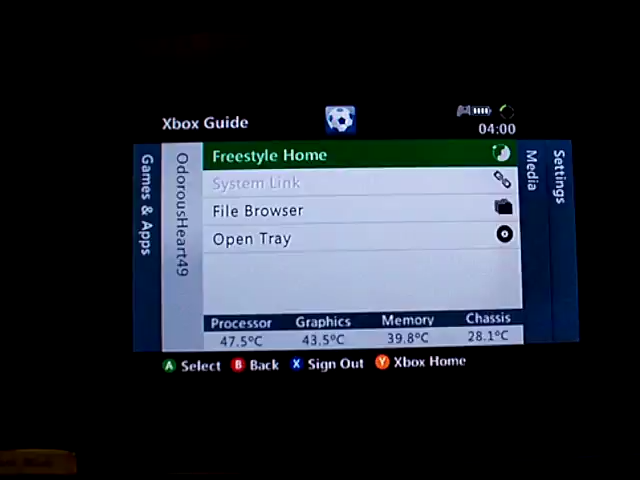 Xbox Guide
04:00
Games & Apps
OdorousHeart49
Freestyle Home
System Link
File Browser
Open Tray
Media
Settings
Processor Graphics Memory Chassis
47.5°C 43.5°C 39.8°C 28.1°C
A Select B Back X Sign Out Y Xbox Home